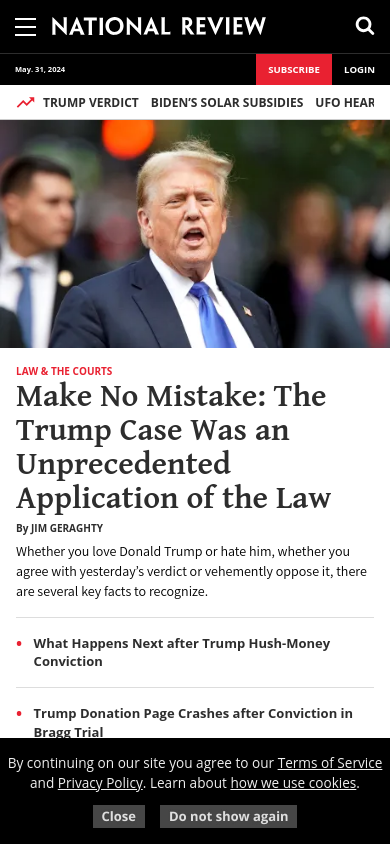 NATIONAL REVIEW
May. 31, 2024
SUBSCRIBE
LOGIN
TRUMP VERDICT BIDEN’S SOLAR SUBSIDIES UFO HEAR
LAW & THE COURTS
Make No Mistake: The
Trump Case Was an
Unprecedented
Application of the Law
By JIM GERAGHTY
Whether you love Donald Trump or hate him, whether you
agree with yesterday’s verdict or vehemently oppose it, there
are several key facts to recognize.
• What Happens Next after Trump Hush-Money
Conviction
• Trump Donation Page Crashes after Conviction in
Bragg Trial
By continuing on our site you agree to our Terms of Service
and Privacy Policy. Learn about how we use cookies.
Close
Do not show again